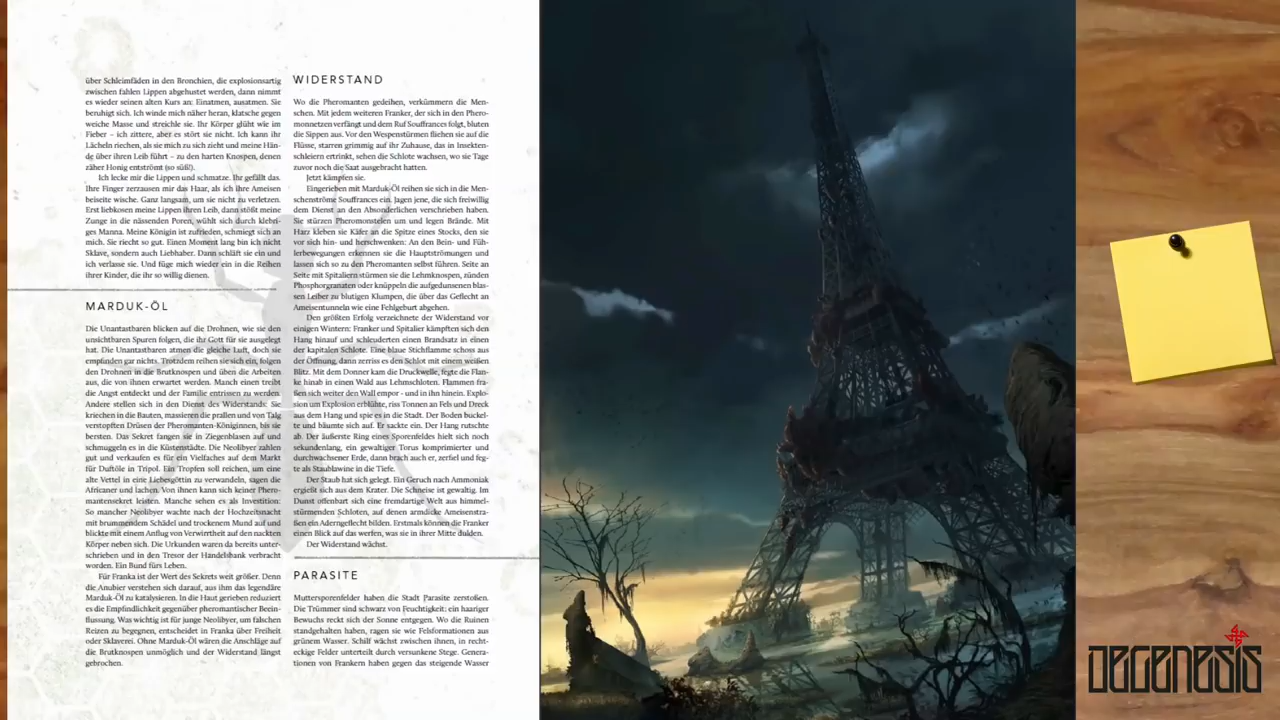 über Schleimfäden in den Bronchien, die explosionsartig
zwischen fahlen Lippen abgehustet werden, dann nimmt
es wieder seinen alten Kurs an: Einatmen, ausatmen. Sie
beruhigt sich. Ich winde mich näher heran, klatsche gegen
weiche Masse und streichle sie. Ihr Körper glüht wie im
Fieber – ich zittere, aber es stört sie nicht. Ich kann ihr
Lächeln riechen, als sie mich zu sich zieht und meine Hän-
de über ihren Leib führt – zu den harten Knospen, denen
zäher Honig entströmt (so süß!).
Ich lecke mir die Lippen und schmatze. Ihr gefällt das.
Ihre Finger zerzausen mir das Haar, als ich ihre Ameisen
beiseite wische. Ganz langsam, um sie nicht zu verletzen.
Erst liebkosen meine Lippen ihren Leib, dann stößt meine
Zunge in die nässenden Poren, wühlt sich durch klebri-
ges Manna. Meine Königin ist zufrieden, schmiegt sich an
mich. Sie riecht so gut. Einen Moment lang bin ich nicht
Sklave, sondern auch Liebhaber. Dann schläft sie ein und
ich verlasse sie. Und füge mich wieder ein in die Reihen
ihrer Kinder, die ihr so willig dienen.
MARDUK-ÖL
Die Unantastbaren blicken auf die Drohnen, wie sie den
unsichtbaren Spuren folgen, die ihr Gott für sie ausgelegt
hat. Die Unantastbaren atmen die gleiche Luft, doch sie
empfinden gar nichts. Trotzdem reihen sie sich ein, folgen
den Drohnen in die Brutknospen und üben die Arbeiten
aus, die von ihnen erwartet werden. Manch einen treibt
die Angst entdeckt und der Familie entrissen zu werden.
Andere stellen sich in den Dienst des Widerstands: Sie
kriechen in die Bauten, massieren die prallen und von Talg
verstopften Drüsen der Pheromanten-Königinnen, bis sie
bersten. Das Sekret fangen sie in Ziegenblasen auf und
schmuggeln es in die Küstenstädte. Die Neolibyer zahlen
gut und verkaufen es für ein Vielfaches auf dem Markt
für Duftöle in Tripol. Ein Tropfen soll reichen, um eine
alte Vettel in eine Liebesgöttin zu verwandeln, sagen die
Africaner und lachen. Von ihnen kann sich keiner Phero-
mantensekret leisten. Manche sehen es als Investition:
So mancher Neolibyer wachte nach der Hochzeitsnacht
mit brummendem Schädel und trockenem Mund auf und
blickte mit einem Anflug von Verwirrtheit auf den nackten
Körper neben sich. Die Urkunden waren da bereits unter-
schrieben und in den Tresor der Handelsbank verbracht
worden. Ein Bund fürs Leben.
Für Franka ist der Wert des Sekrets weit größer. Denn
die Anubier verstehen sich darauf, aus ihm das legendäre
Marduk-Öl zu katalysieren. In die Haut gerieben reduziert
es die Empfindlichkeit gegenüber pheromantischer Beein-
flussung. Was wichtig ist für junge Neolibyer, um falschen
Reizen zu begegnen, entscheidet in Franka über Freiheit
oder Sklaverei. Ohne Marduk-Öl wären die Anschläge auf
die Brutknospen unmöglich und der Widerstand längst
gebrochen.
WIDERSTAND
Wo die Pheromanten gedeihen, verkümmern die Men-
schen. Mit jedem weiteren Franker, der sich in den Phero-
monnetzen verfängt und dem Ruf Souffrances folgt, bluten
die Sippen aus. Vor den Wespenstürmen fliehen sie auf die
Flüsse, starren grimmig auf ihr Zuhause, das in Insekten-
schleiern ertrinkt, sehen die Schlote wachsen, wo sie Tage
zuvor noch die Saat ausgebracht hatten.
Jetzt kämpfen sie.
Eingerieben mit Marduk-Öl reihen sie sich in die Men-
schenströme Souffrances ein. Jagen jene, die sich freiwillig
dem Dienst an den Absonderlichen verschrieben haben.
Sie stürzen Pheromonstelen um und legen Brände. Mit
Harz kleben sie Käfer an die Spitze eines Stocks, den sie
vor sich hin- und herschwenken: An den Bein- und Füh-
lerbewegungen erkennen sie die Hauptströmungen und
lassen sich so zu den Pheromanten selbst führen. Seite an
Seite mit Spitaliern stürmen sie die Lehmknospen, zünden
Phosphorgranaten oder knüppeln die aufgedunsenen blas-
sen Leiber zu blutigen Klumpen, die über das Geflecht an
Ameisentunneln wie eine Fehlgeburt abgehen.
Den größten Erfolg verzeichnete der Widerstand vor
einigen Wintern: Franker und Spitalier kämpften sich den
Hang hinauf und schleuderten einen Brandsatz in einen
der kapitalen Schlote. Eine blaue Stichflamme schoss aus
der Öffnung, dann zerriss es den Schlot mit einem weißen
Blitz. Mit dem Donner kam die Druckwelle, fegte die Flan-
ke hinab in einen Wald aus Lehmschloten. Flammen fra-
ßen sich weiter den Wall empor - und in ihn hinein. Explo-
sion um Explosion erblühte, riss Tonnen an Fels und Dreck
aus dem Hang und spie es in die Stadt. Der Boden buckel-
te und bäumte sich auf. Er sackte ein. Der Hang rutschte
ab. Der äußerste Ring eines Sporenfeldes hielt sich noch
sekundenlang, ein gewaltiger Torus komprimierter und
durchwachsener Erde, dann brach auch er, zerfiel und feg-
te als Staublawine in die Tiefe.
Der Staub hat sich gelegt. Ein Geruch nach Ammoniak
ergießt sich aus dem Krater. Die Schneise ist gewaltig. Im
Dunst offenbart sich eine fremdartige Welt aus himmel-
stürmenden Schloten, auf denen armdicke Ameisenstra-
ßen ein Aderngeflecht bilden. Erstmals können die Franker
einen Blick auf das werfen, was sie in ihrer Mitte dulden.
Der Widerstand wächst.
PARASITE
Muttersporenfelder haben die Stadt Parasite zerstoßen.
Die Trümmer sind schwarz von Feuchtigkeit; ein haariger
Bewuchs reckt sich der Sonne entgegen. Wo die Ruinen
standgehalten haben, ragen sie wie Felsformationen aus
grünem Wasser. Schilf wächst zwischen ihnen, in recht-
eckige Felder unterteilt durch versunkene Stege. Genera-
tionen von Frankern haben gegen das steigende Wasser
DEGENESIS